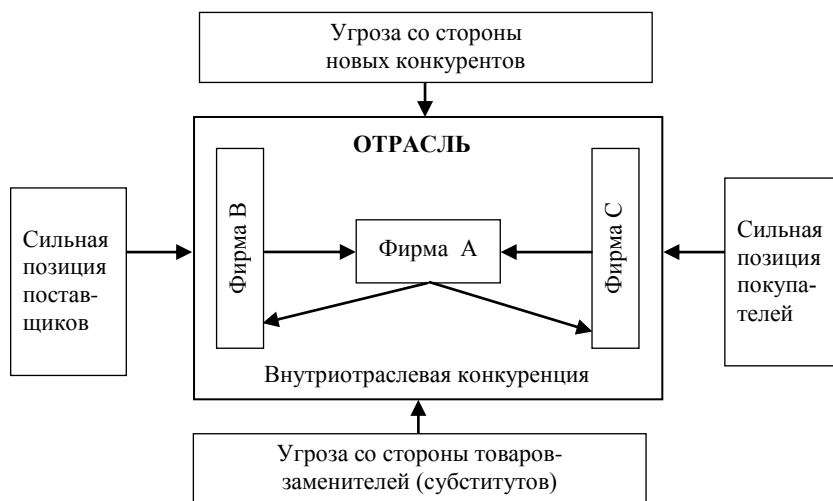 Угроза со стороны
новых конкурентов
ОТРАСЛЬ
Сильная
позиция
постав-
щиков
Фирма В
Фирма А
Фирма С
Сильная
позиция
покупа-
телей
Внутриотраслевая конкуренция
Угроза со стороны товаров-
заменителей (субститутов)